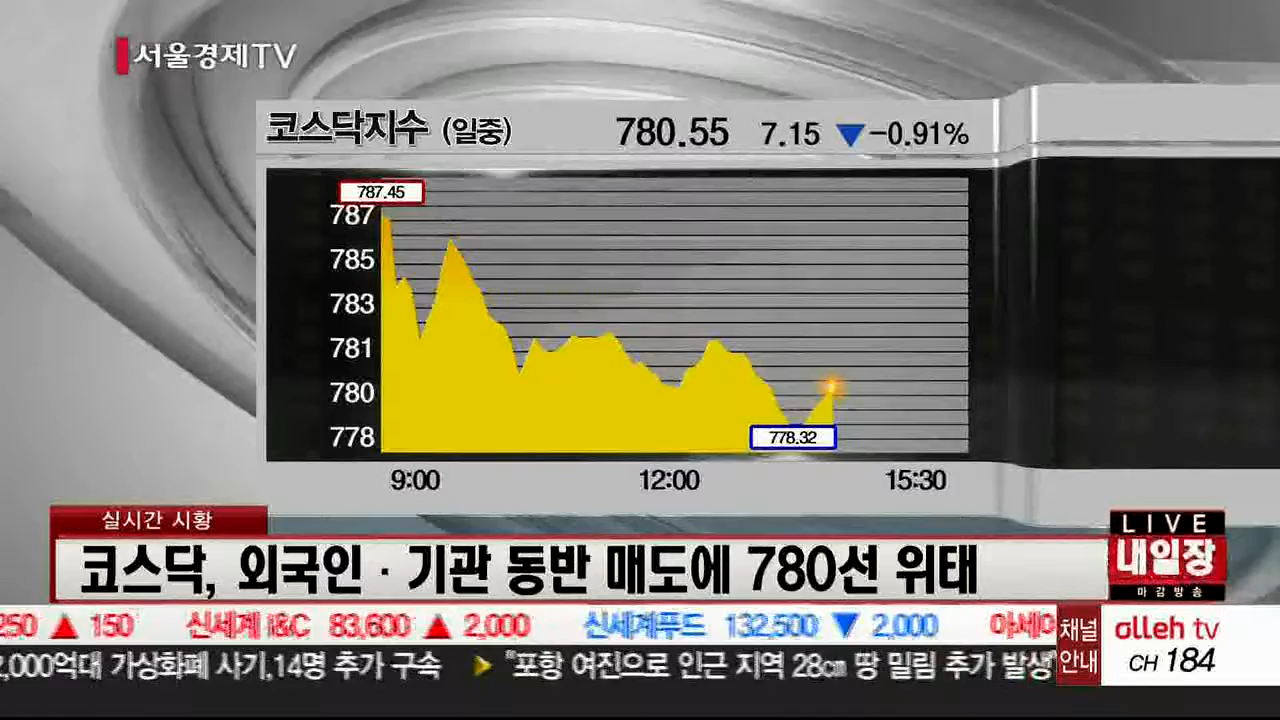 서울경제TV
코스닥지수 (일중) 780.55 7.15 ▼-0.91%
787.45
787
785
783
781
780
778
778.32
9:00 12:00 15:30
실시간 시황
코스닥, 외국인·기관 동반 매도에 780선 위태
LIVE
내일장
마감방송
250 ▲ 150 신세계 I&C 83,600 ▲ 2,000 신세계푸드 132,500 ▼ 2,000 아세
2,000억대 가상화폐 사기,14명 추가 구속 ▶ "포항 여진으로 인근 지역 28㎝ 땅 밀림 추가 발생"
채널
안내
olleh tv
CH 184